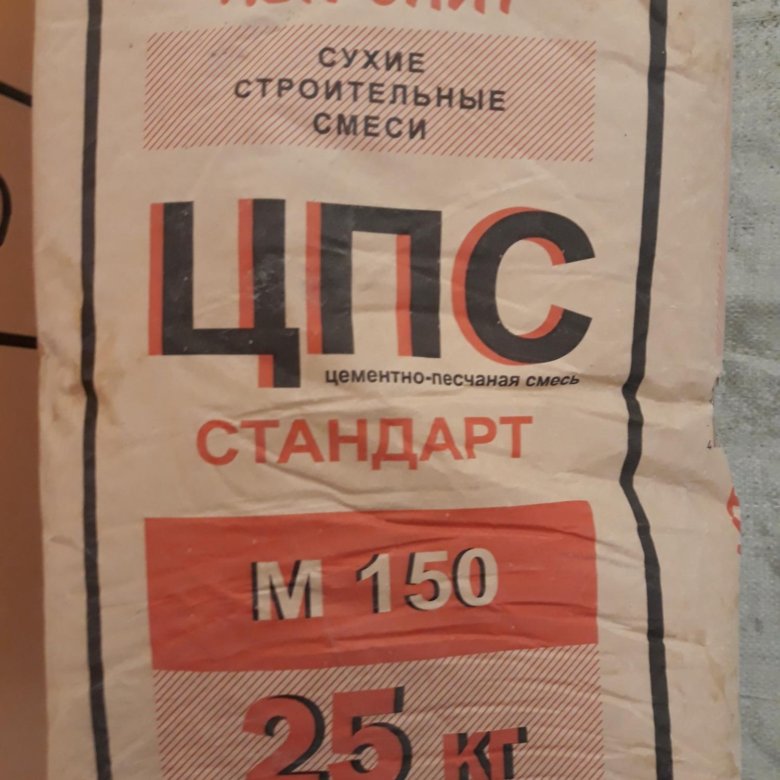 СУХИЕ
СТРОИТЕЛЬНЫЕ
СМЕСИ
ЦПС
цементно-песчаная смесь
СТАНДАРТ
М 150
25 кг